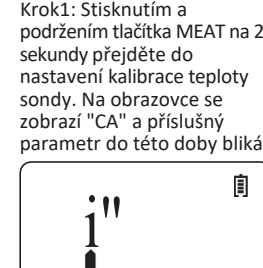 Krok1: Stisknutím a
podržením tlačítka MEAT na 2
sekundy přejděte do
nastavení kalibrace teploty
sondy. Na obrazovce se
zobrazí "CA" a příslušný
parametr do této doby bliká
i"